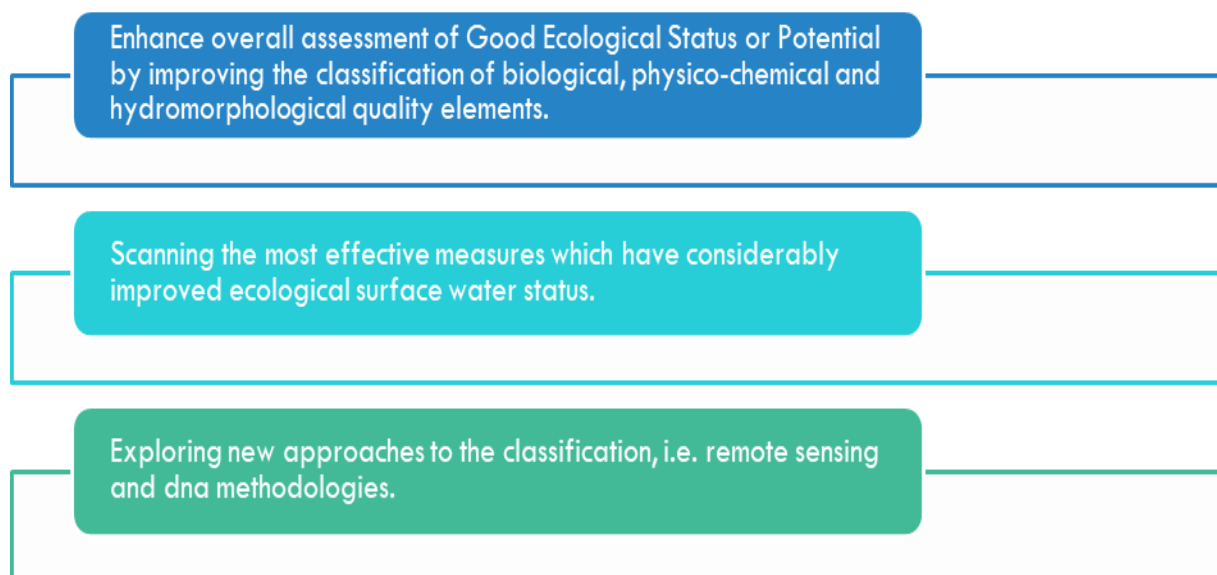 Enhance overall assessment of Good Ecological Status or Potential
by improving the classification of biological, physico-chemical and
hydromorphological quality elements.
Scanning the most effective measures which have considerably
improved ecological surface water status.
Exploring new approaches to the classification, i.e. remote sensing
and dna methodologies.